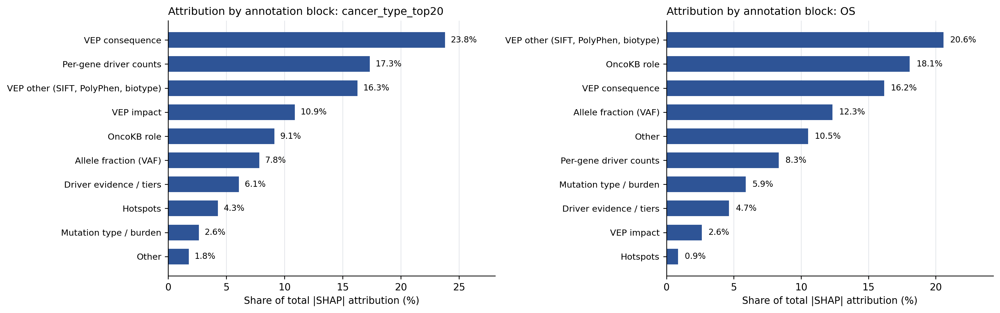 Attribution by annotation block: cancer_type_top20
VEP consequence 23.8%
Per-gene driver counts 17.3%
VEP other (SIFT, PolyPhen, biotype) 16.3%
VEP impact 10.9%
OncoKB role 9.1%
Allele fraction (VAF) 7.8%
Driver evidence / tiers 6.1%
Hotspots 4.3%
Mutation type / burden 2.6%
Other 1.8%
0 5 10 15 20 25
Share of total |SHAP| attribution (%)
Attribution by annotation block: OS
VEP other (SIFT, PolyPhen, biotype) 20.6%
OncoKB role 18.1%
VEP consequence 16.2%
Allele fraction (VAF) 12.3%
Other 10.5%
Per-gene driver counts 8.3%
Mutation type / burden 5.9%
Driver evidence / tiers 4.7%
VEP impact 2.6%
Hotspots 0.9%
0 5 10 15 20
Share of total |SHAP| attribution (%)